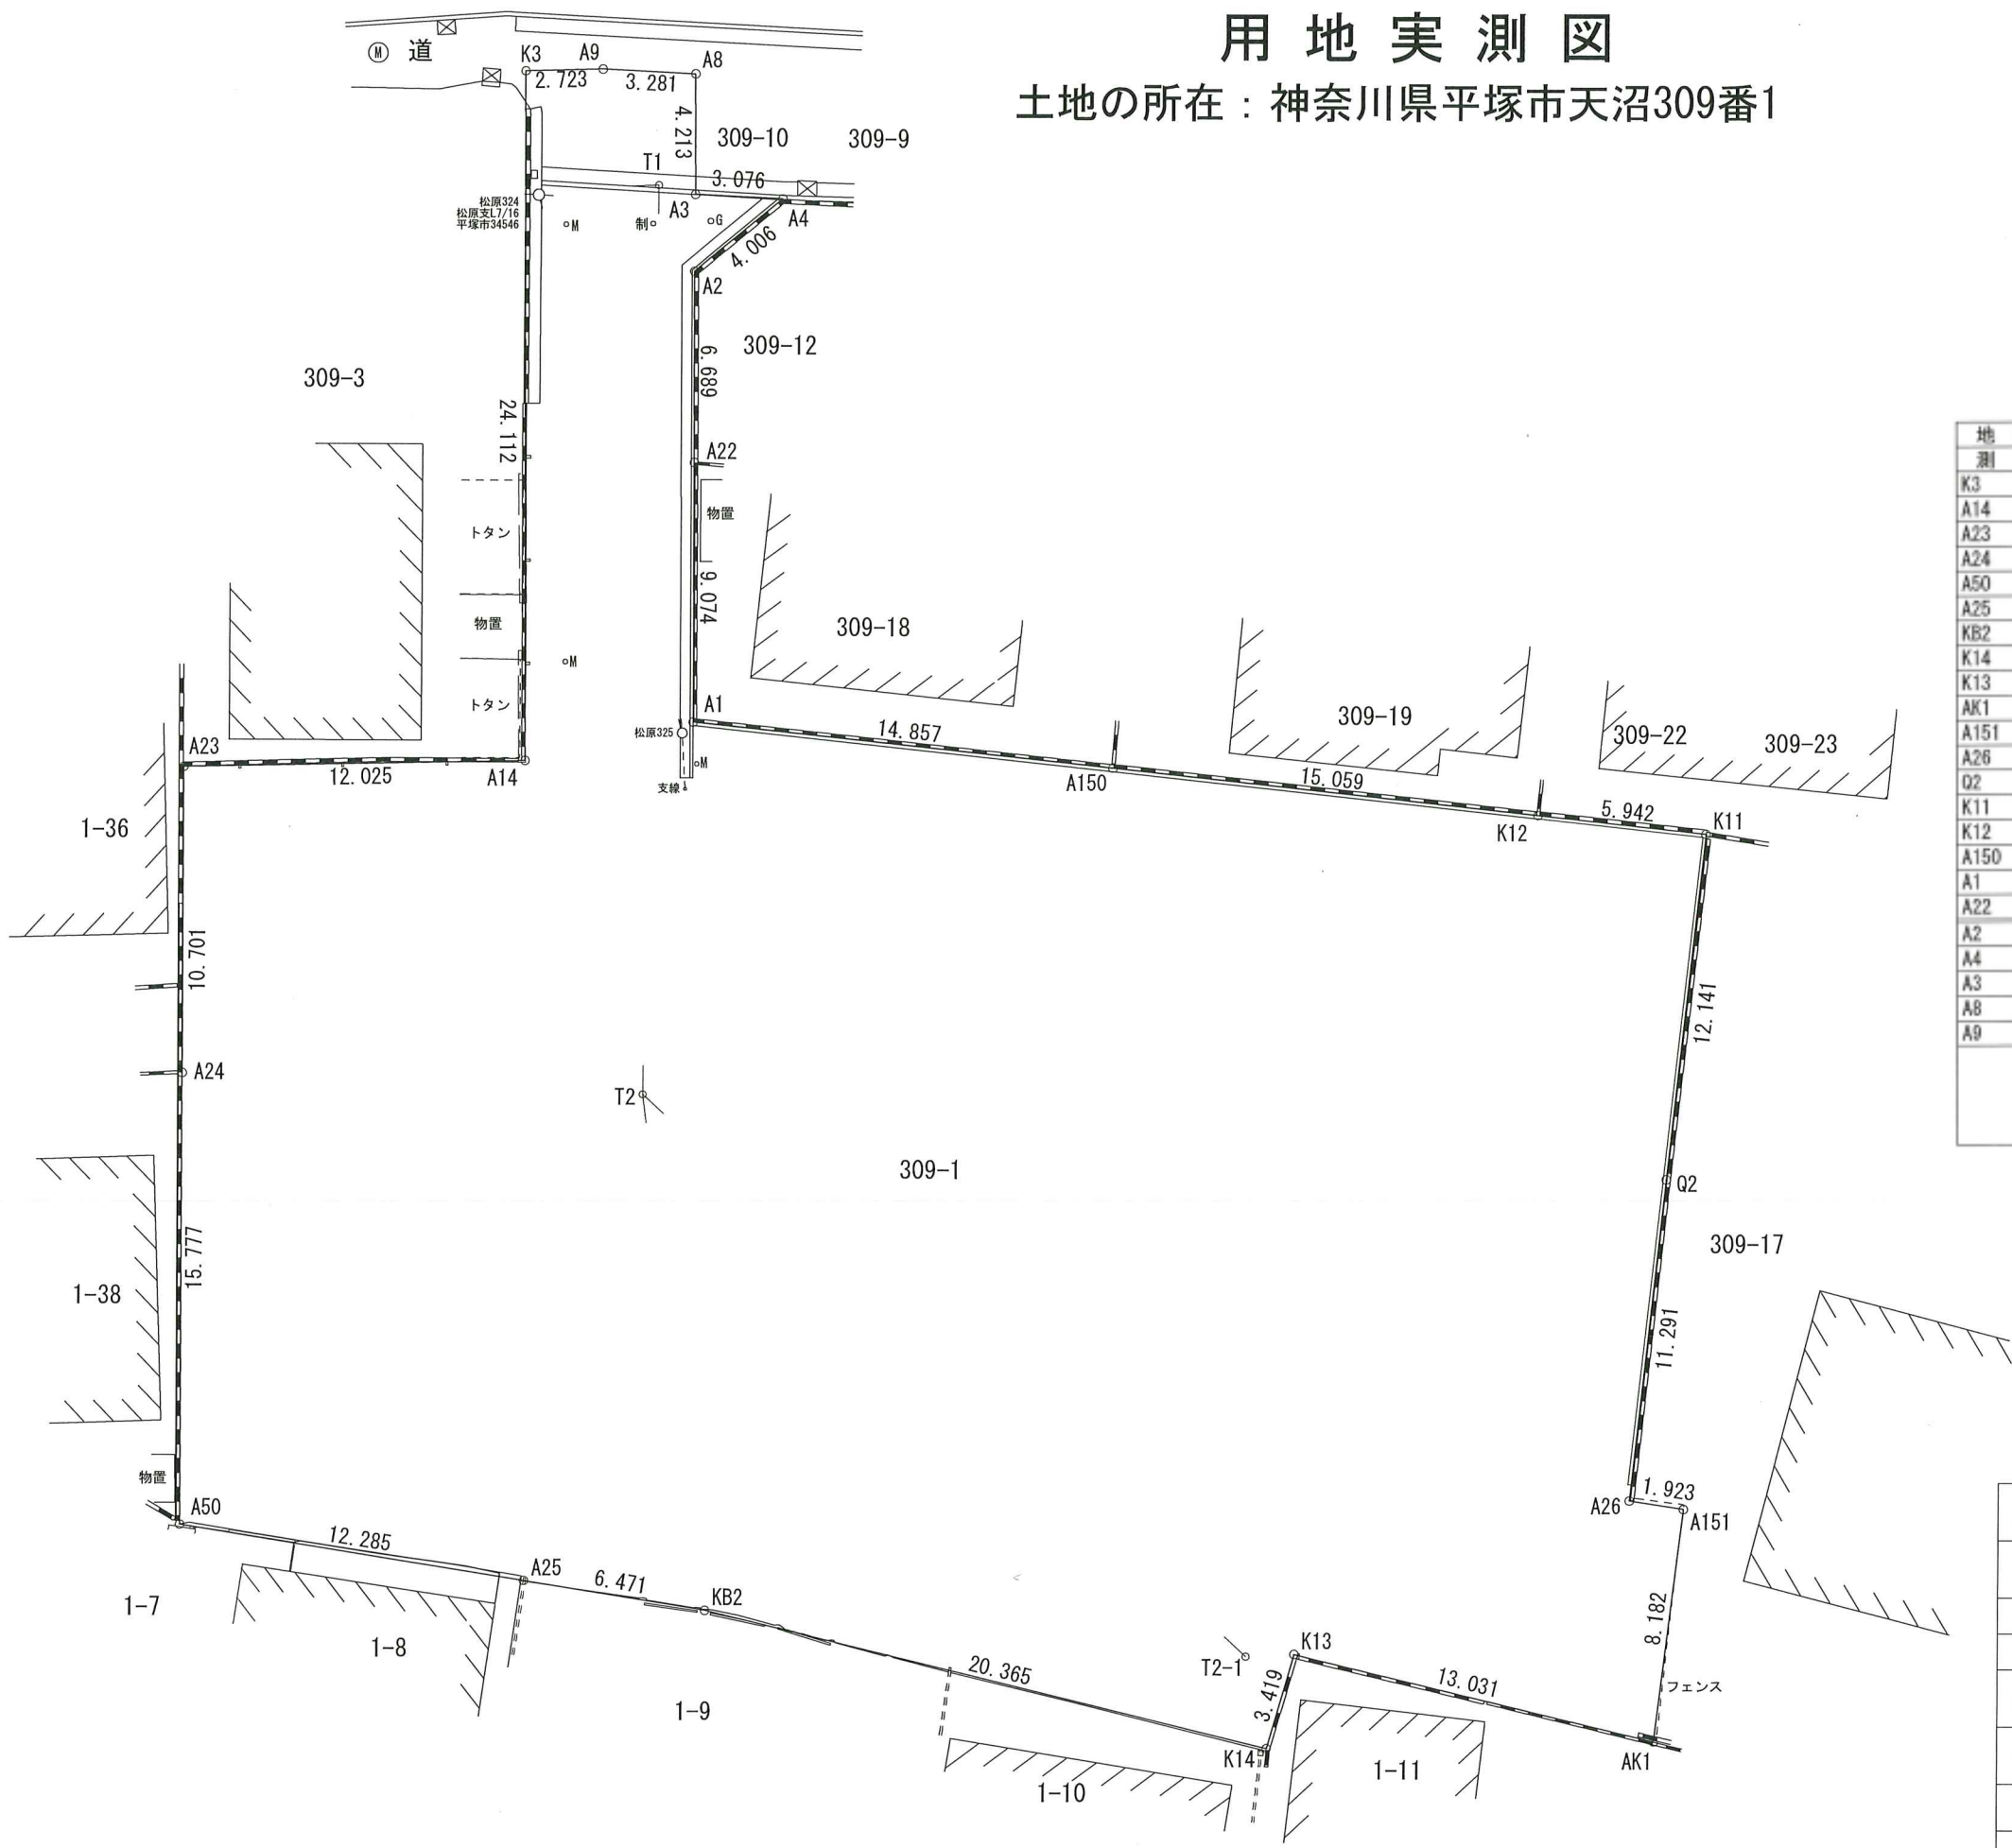 用地実測図
土地の所在：神奈川県平塚市天沼309番1
Ⓜ 道
K3
A9
A8
2.723
3.281
4.213
309-10
309-9
T1
3.076
松原324
松原支L7/16
平塚市34546
M
制
A3
G
A4
4.006
A2
309-3
24.112
6.689
309-12
A22
トタン
物置
物置
9.074
309-18
M
トタン
A1
松原325
M
支線
14.857
A150
309-19
15.059
309-22
309-23
K12
5.942
K11
A23
12.025
A14
1-36
10.701
A24
T2
309-1
12.141
Q2
309-17
1-38
15.777
11.291
物置
A50
A26
1.923
A151
12.285
A25
6.471
KB2
1-7
1-8
1-9
20.365
K13
T2-1
3.419
13.031
8.182
フェンス
K14
1-10
1-11
AK1
地
測
K3
A14
A23
A24
A50
A25
KB2
K14
K13
AK1
A151
A26
Q2
K11
K12
A150
A1
A22
A2
A4
A3
A8
A9